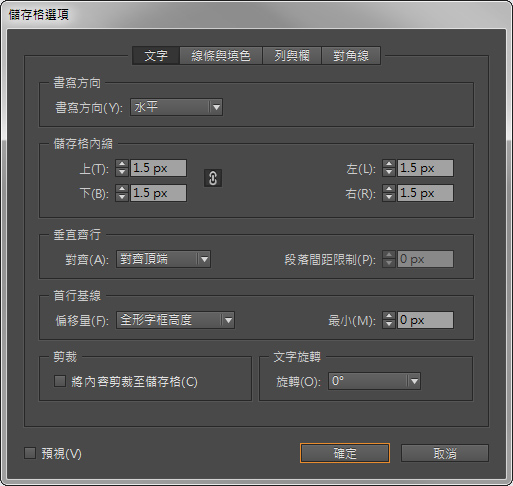 儲存格選項
文字 線條與填色 列與欄 對角線
書寫方向
書寫方向(Y): 水平
儲存格內縮
上(T): 1.5 px 左(L): 1.5 px
下(B): 1.5 px 右(R): 1.5 px
垂直齊行
對齊(A): 對齊頂端 段落間距限制(P): 0 px
首行基線
偏移量(F): 全形字框高度 最小(M): 0 px
剪裁 文字旋轉
將內容剪裁至儲存格(C) 旋轉(O): 0°
預視(V) 確定 取消